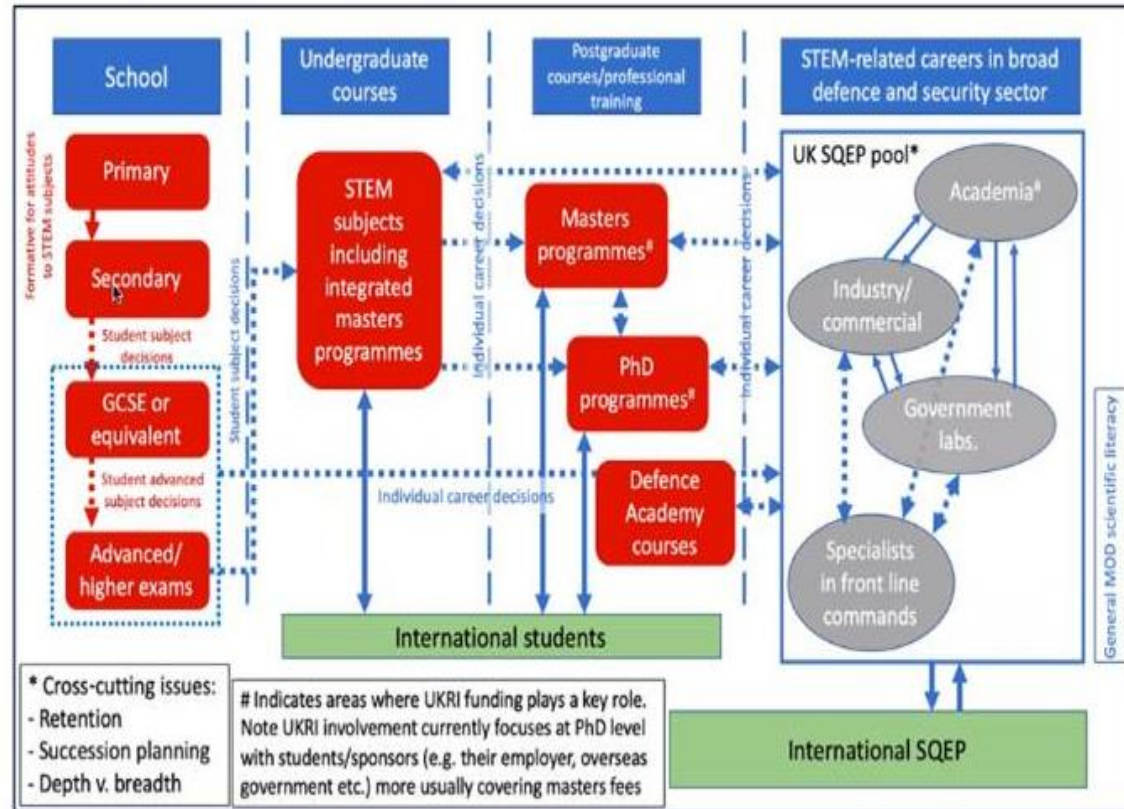 School
Undergraduate
courses
Postgraduate
courses/professional
training
STEM-related careers in broad
defence and security sector
Formative for attitudes
to STEM subjects
Primary
Secondary
Student subject
decisions
GCSE or
equivalent
Student advanced
subject decisions
Advanced/
higher exams
Student subject decisions
STEM
subjects
including
integrated
masters
programmes
Individual career decisions
Masters
programmes#
PhD
programmes#
Individual career decisions
Defence
Academy
courses
Individual career decisions
UK SQEP pool*
Academia#
Industry/
commercial
Government
labs.
Specialists
in front line
commands
General MOD scientific literacy
International students
International SQEP
* Cross-cutting issues:
- Retention
- Succession planning
- Depth v. breadth
# Indicates areas where UKRI funding plays a key role.
Note UKRI involvement currently focuses at PhD level
with students/sponsors (e.g. their employer, overseas
government etc.) more usually covering masters fees